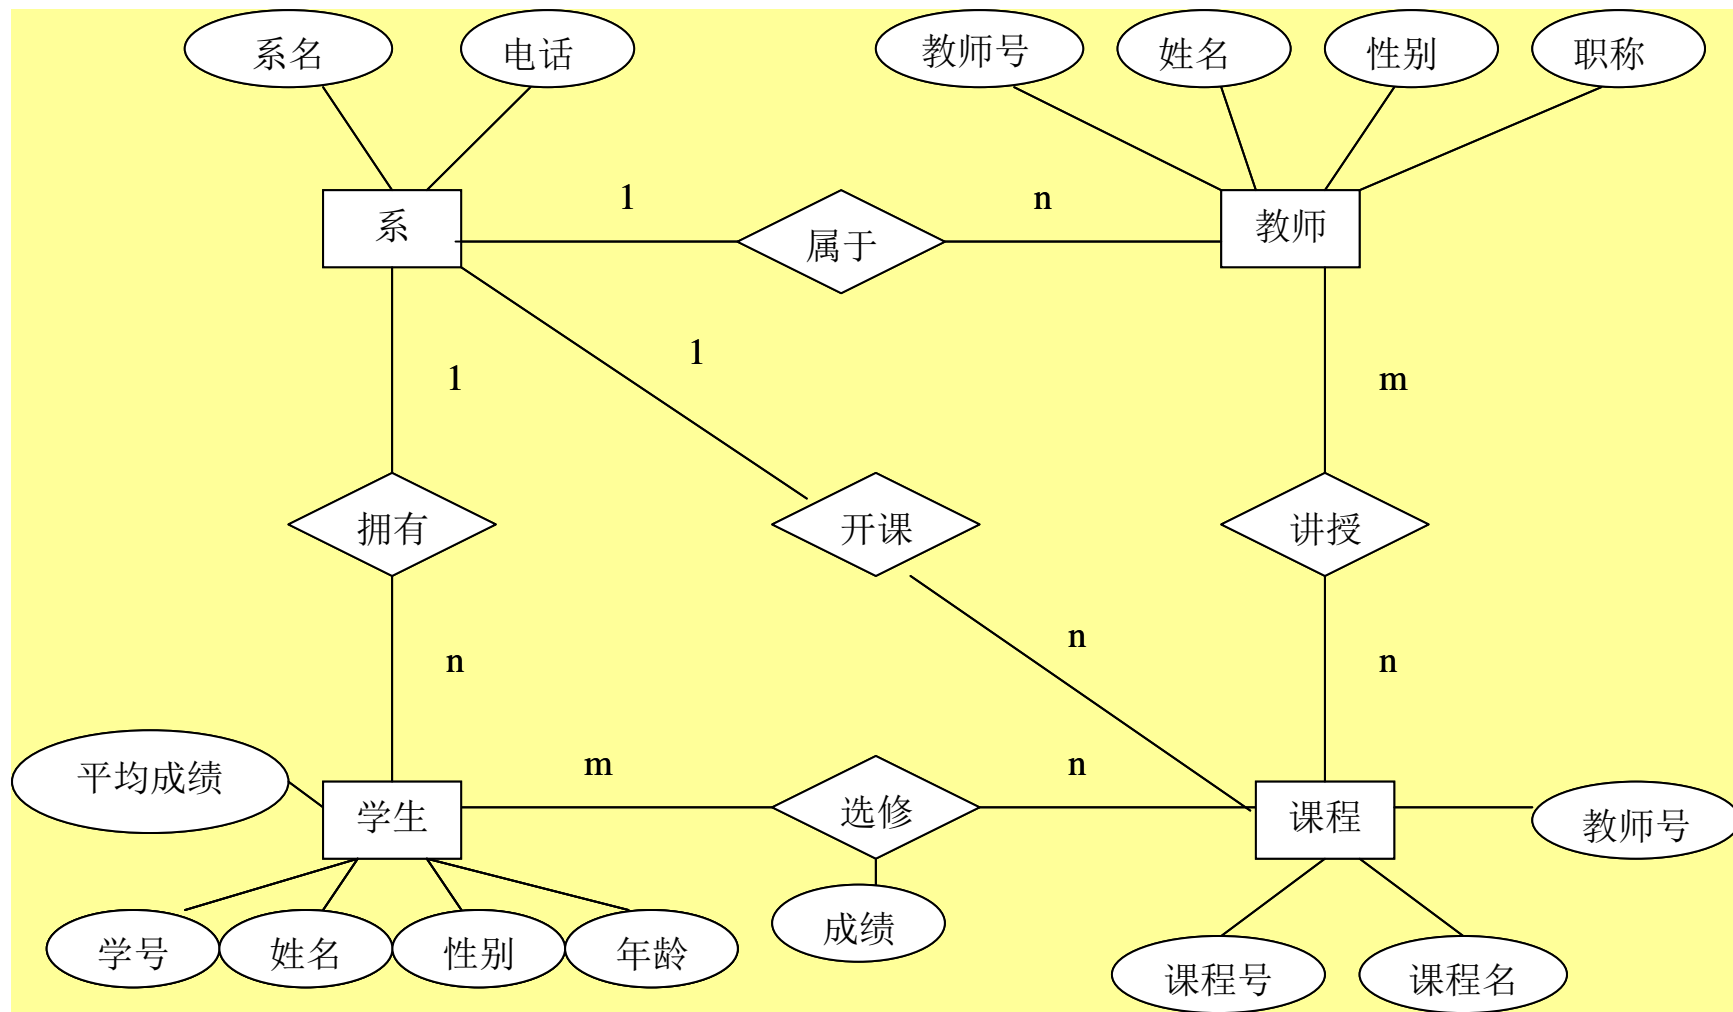 系名
电话
教师号
姓名
性别
职称
系
1
属于
n
教师
1
1
m
拥有
开课
讲授
n
n
n
平均成绩
学生
m
选修
n
课程
教师号
学号
姓名
性别
年龄
成绩
课程号
课程名